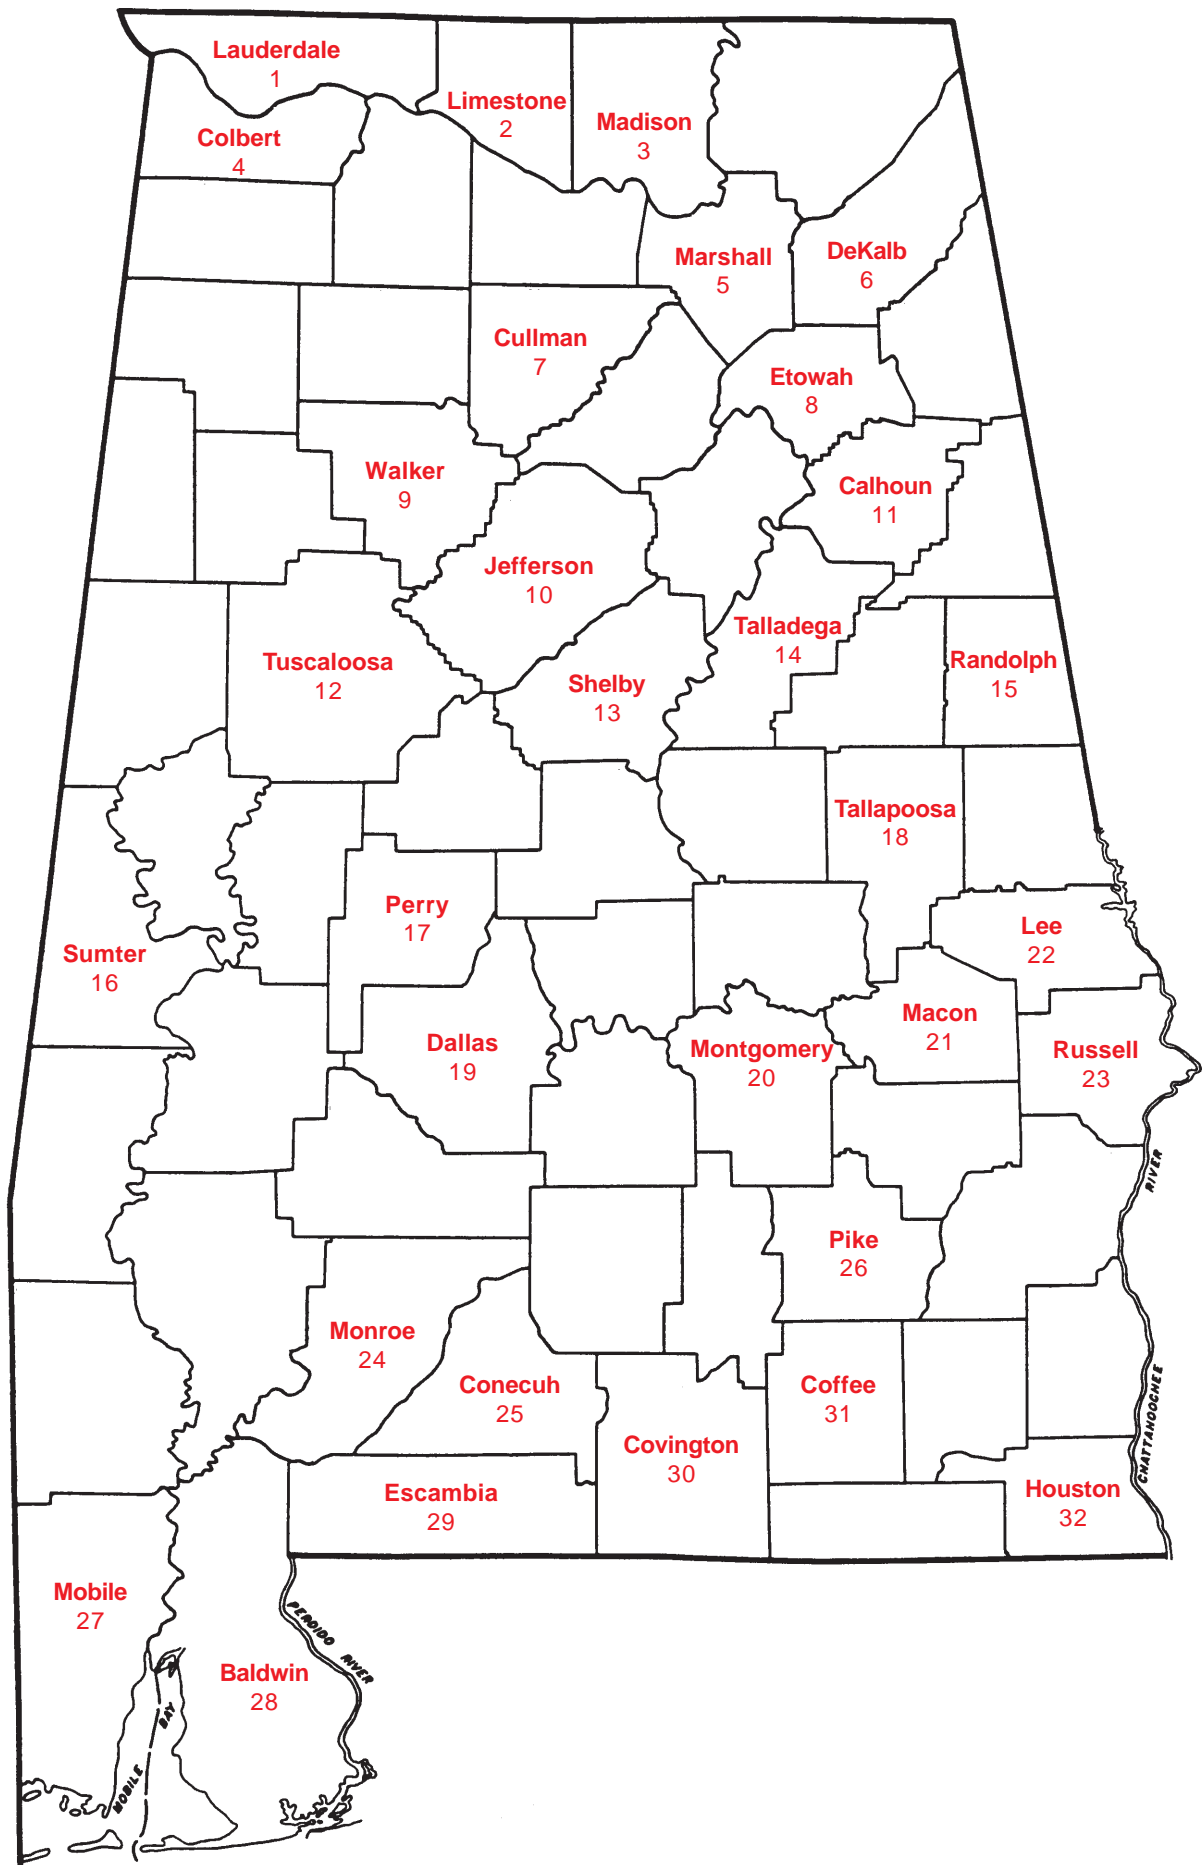 Lauderdale
1
Limestone
2
Madison
3
Colbert
4
Marshall
5
DeKalb
6
Cullman
7
Etowah
8
Walker
9
Jefferson
10
Calhoun
11
Tuscaloosa
12
Shelby
13
Talladega
14
Randolph
15
Sumter
16
Perry
17
Tallapoosa
18
Dallas
19
Montgomery
20
Macon
21
Lee
22
Russell
23
Monroe
24
Conecuh
25
Pike
26
Mobile
27
Baldwin
28
Escambia
29
Covington
30
Coffee
31
Houston
32
CHATTAHOOCHEE RIVER
PERDIDO RIVER
MOBILE BAY